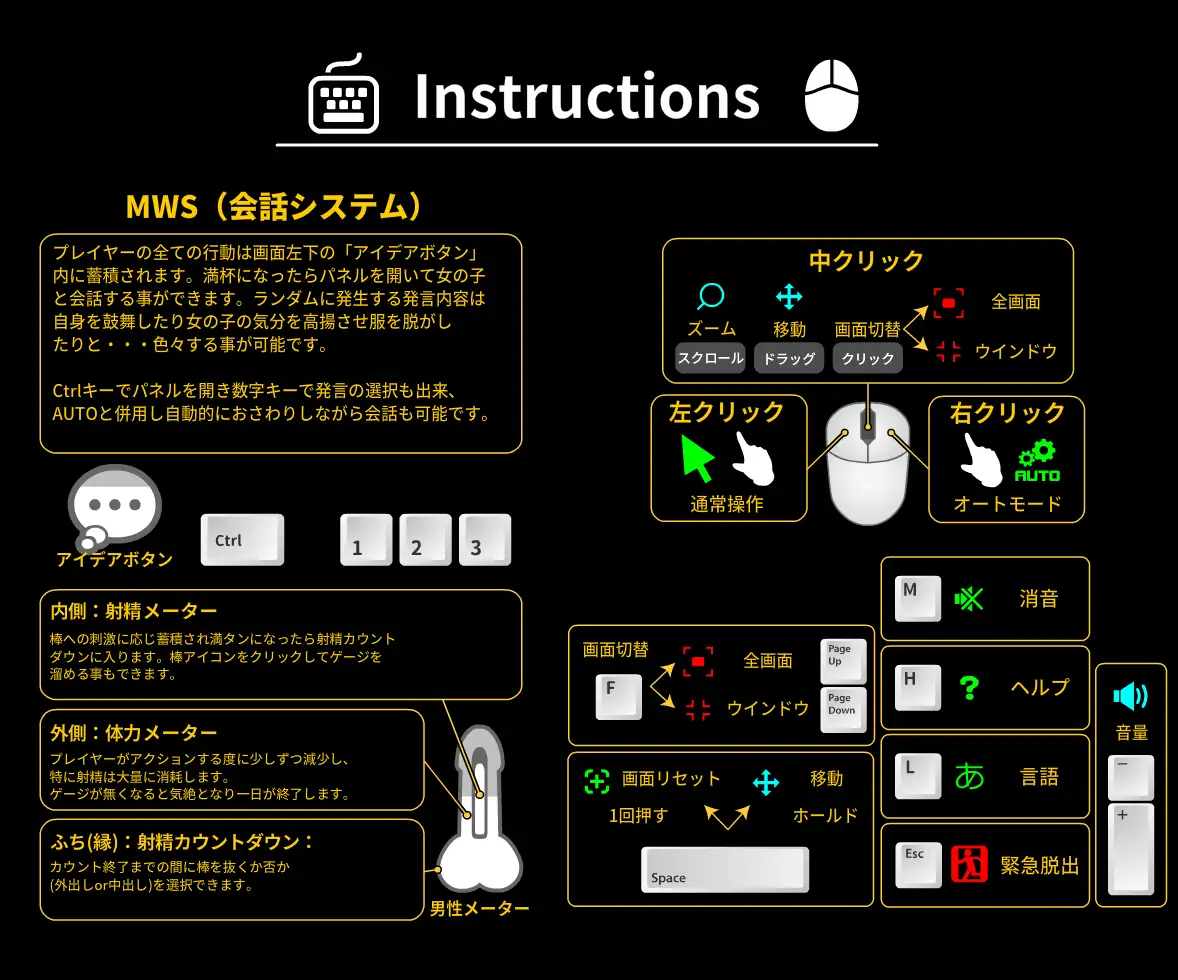 Instructions
MWS（会話システム）
プレイヤーの全ての行動は画面左下の「アイデアボタン」
内に蓄積されます。満杯になったらパネルを開いて女の子
と会話する事ができます。ランダムに発生する発言内容は
自身を鼓舞したり女の子の気分を高揚させ服を脱がし
たりと・・・色々する事が可能です。
Ctrlキーでパネルを開き数字キーで発言の選択も出来、
AUTOと併用し自動的におさわりしながら会話も可能です。
アイデアボタン
Ctrl
1
2
3
内側：射精メーター
棒への刺激に応じ蓄積され満タンになったら射精カウント
ダウンに入ります。棒アイコンをクリックしてゲージを
溜める事もできます。
外側：体力メーター
プレイヤーがアクションする度に少しずつ減少し、
特に射精は大量に消耗します。
ゲージが無くなると気絶となり一日が終了します。
ふち(縁)：射精カウントダウン：
カウント終了までの間に棒を抜くか否か
(外出しor中出し)を選択できます。
男性メーター
中クリック
ズーム
移動
画面切替
全画面
ウインドウ
スクロール
ドラッグ
クリック
左クリック
通常操作
右クリック
AUTO
オートモード
画面切替
F
全画面
ウインドウ
Page
Up
Page
Down
画面リセット
移動
1回押す
ホールド
Space
M
消音
H
?
ヘルプ
L
あ
言語
Esc
緊急脱出
音量
−
+